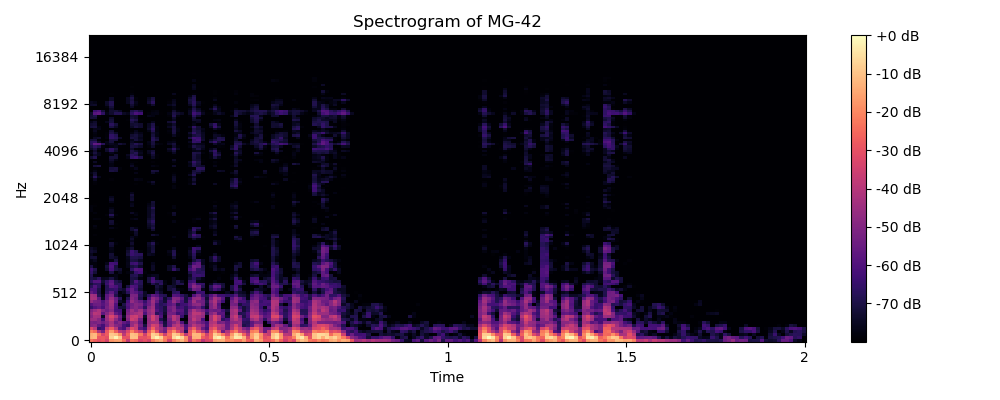 Spectrogram of MG-42
16384
8192
4096
2048
1024
512
0
Hz
0
0.5
1
1.5
2
Time
+0 dB
-10 dB
-20 dB
-30 dB
-40 dB
-50 dB
-60 dB
-70 dB